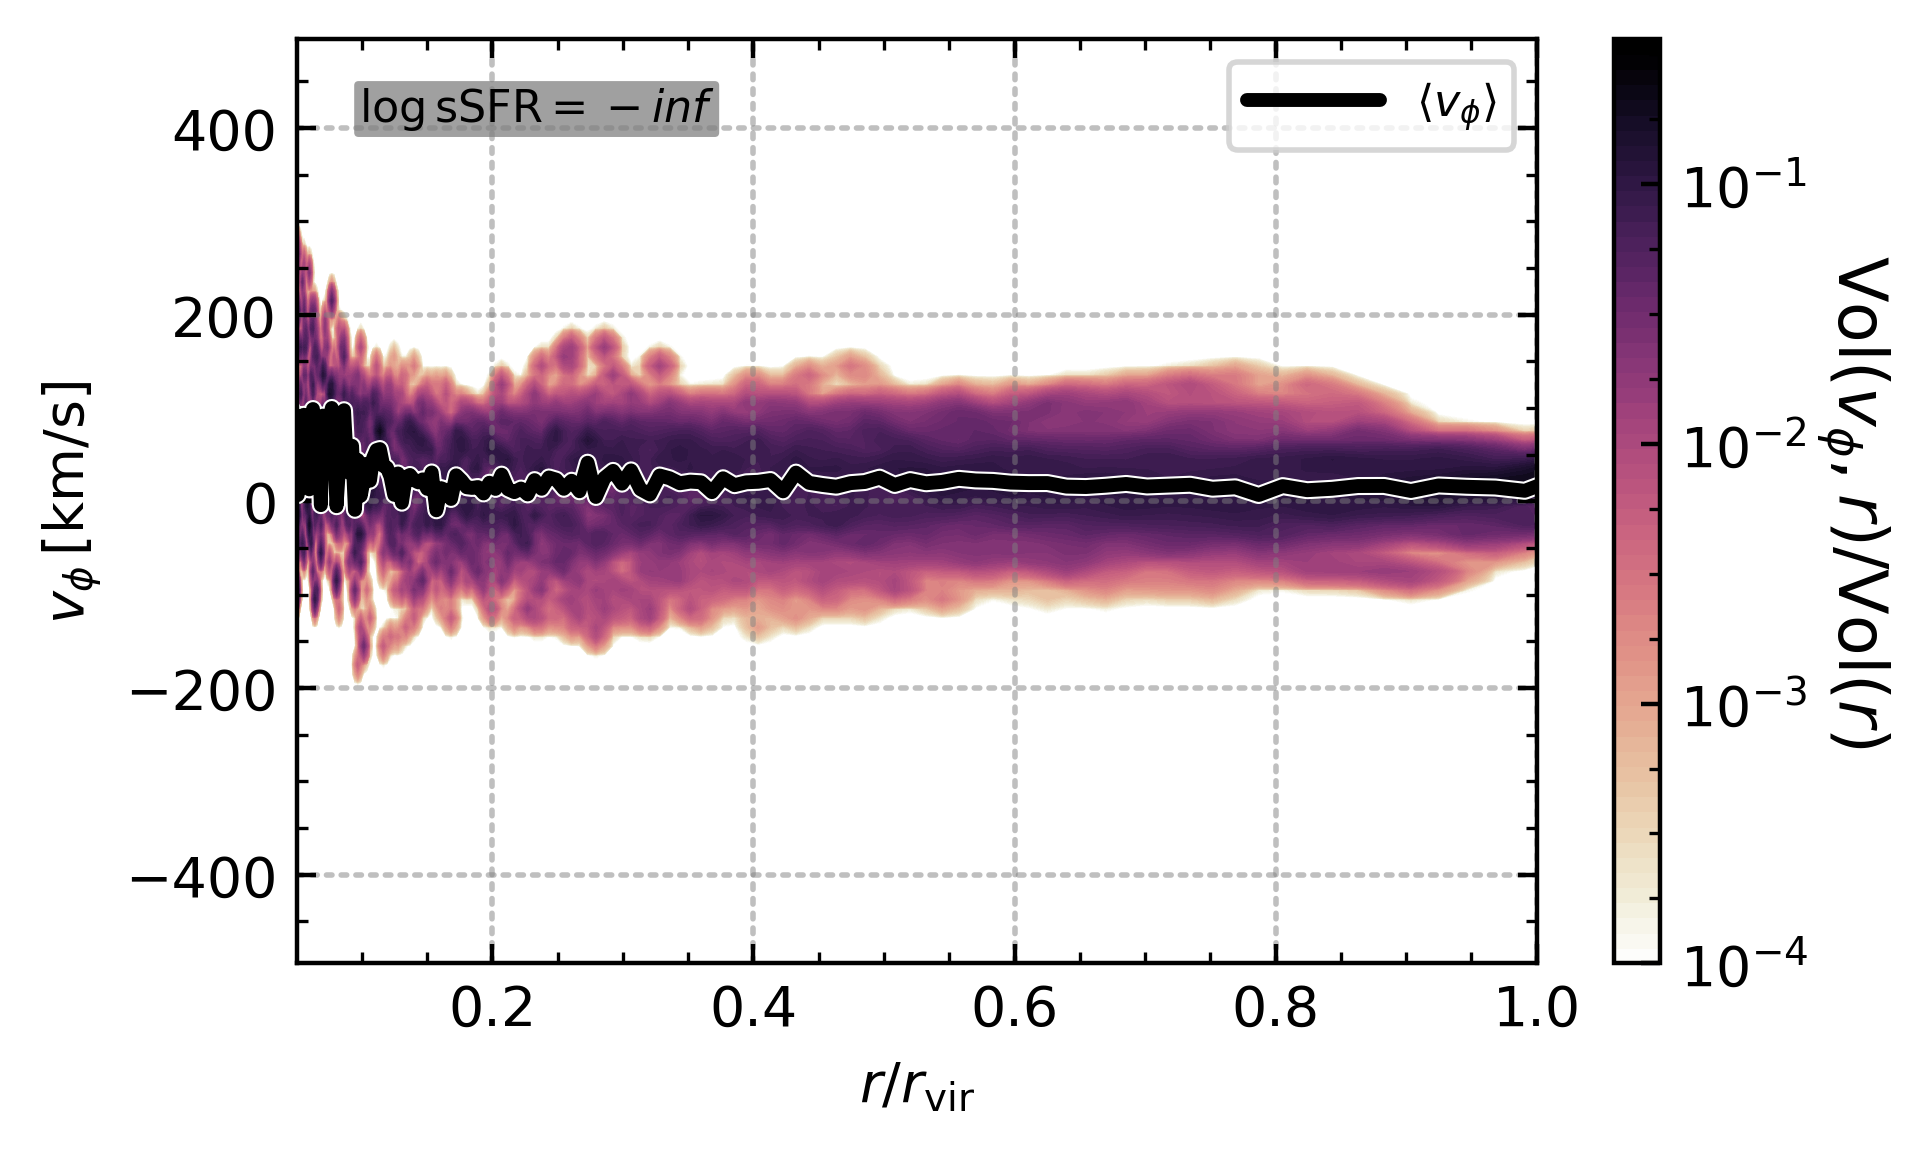 log sSFR = −inf
⟨v_ϕ⟩
400
200
0
−200
−400
v_ϕ [km/s]
0.2 0.4 0.6 0.8 1.0
r/r_vir
10^−1
10^−2
10^−3
10^−4
Vol(v_ϕ, r)/Vol(r)